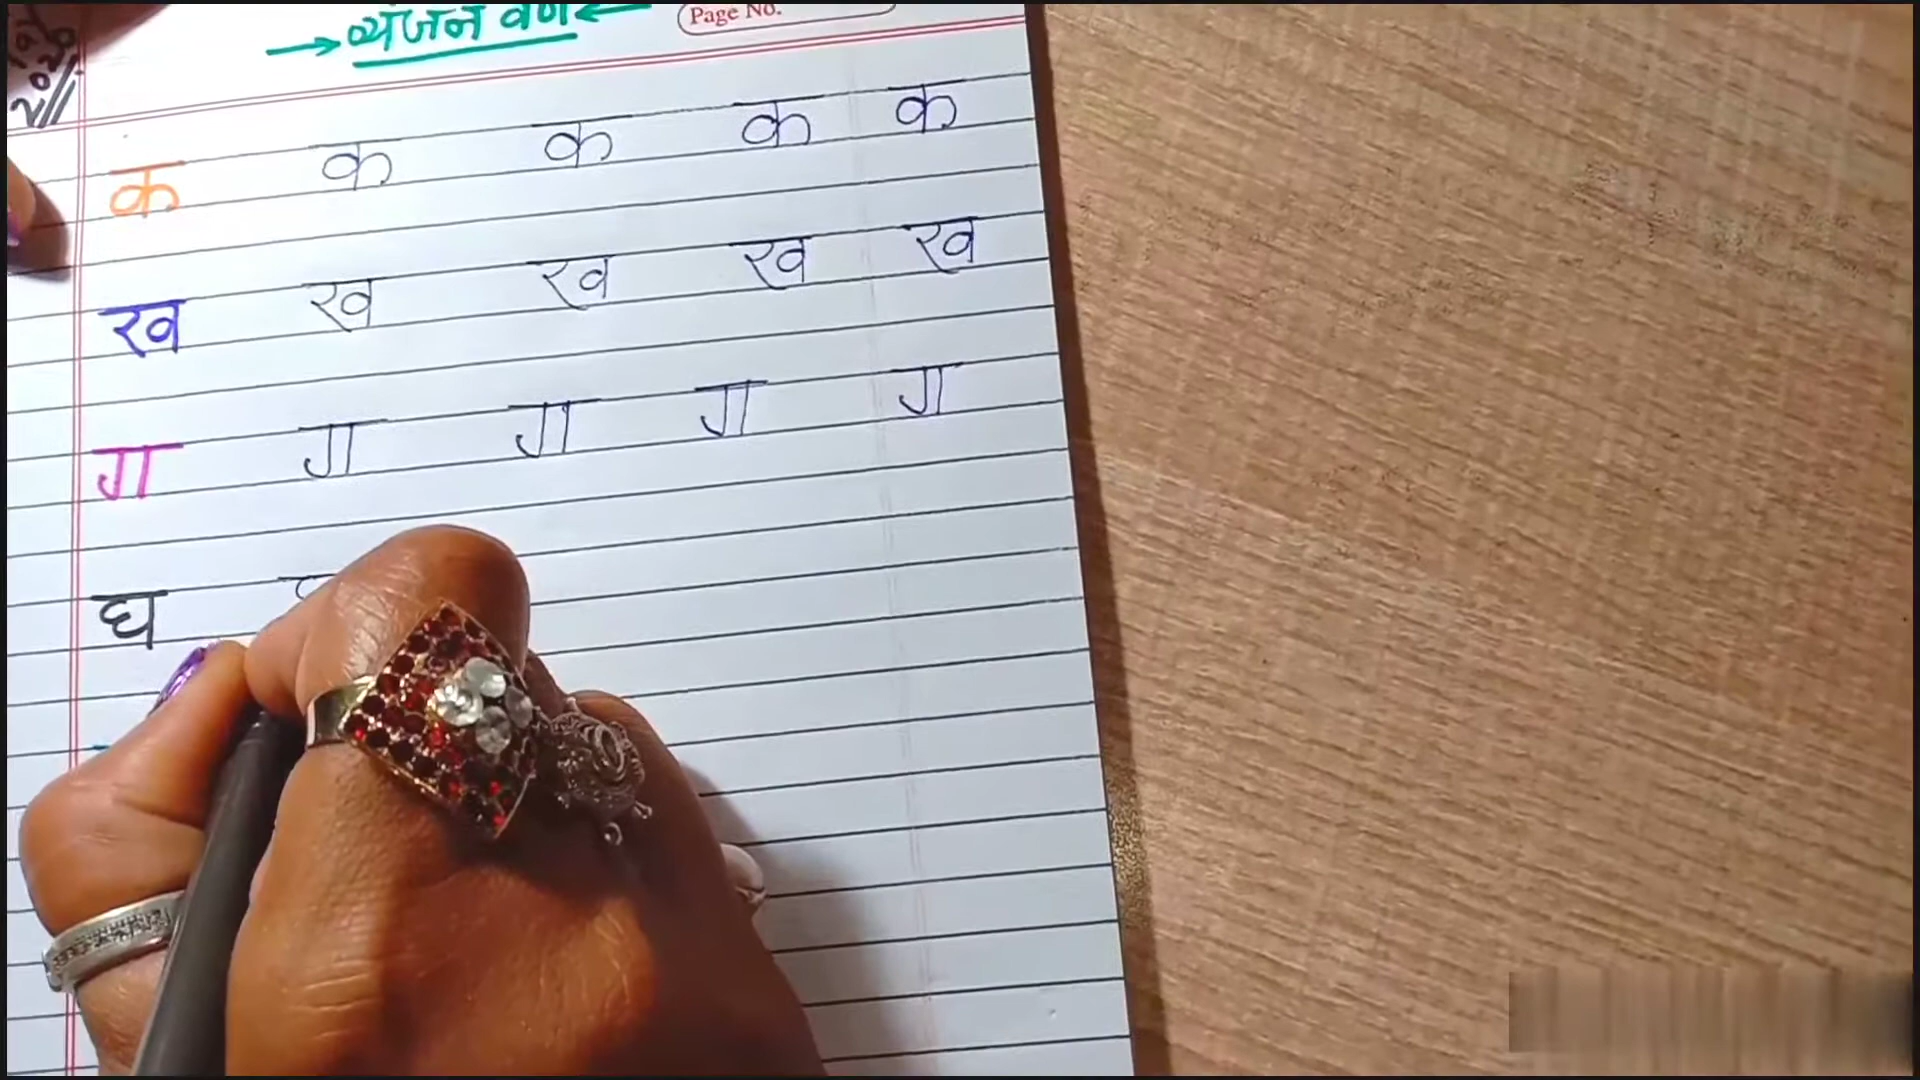 → व्यंजन वर्ण ←
Page No.
क क क क क
ख ख ख ख ख
ग ग ग ग ग
घ